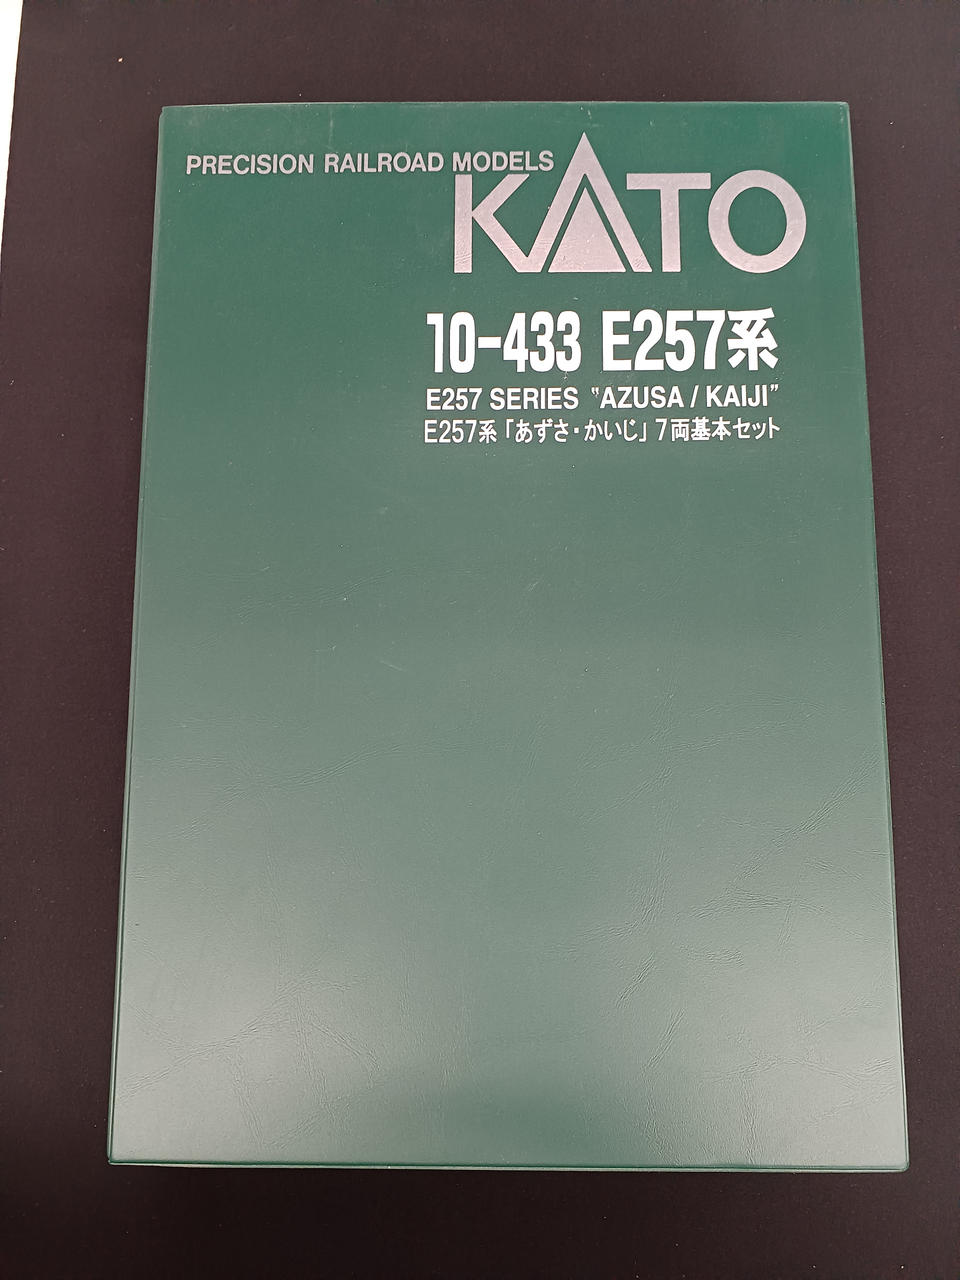 PRECISION RAILROAD MODELS
KATO
10-433 E257系
E257 SERIES “AZUSA / KAIJI”
E257系「あずさ・かいじ」7両基本セット